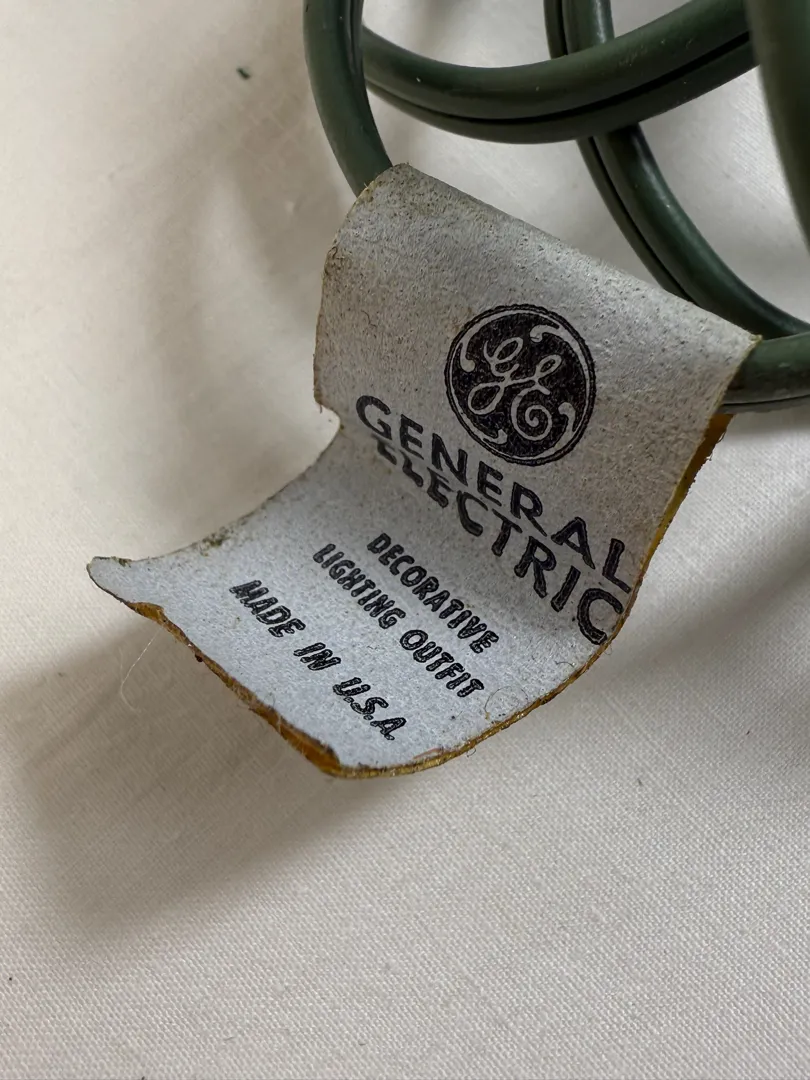 GE
GENERAL
ELECTRIC
DECORATIVE
LIGHTING OUTFIT
MADE IN U.S.A.